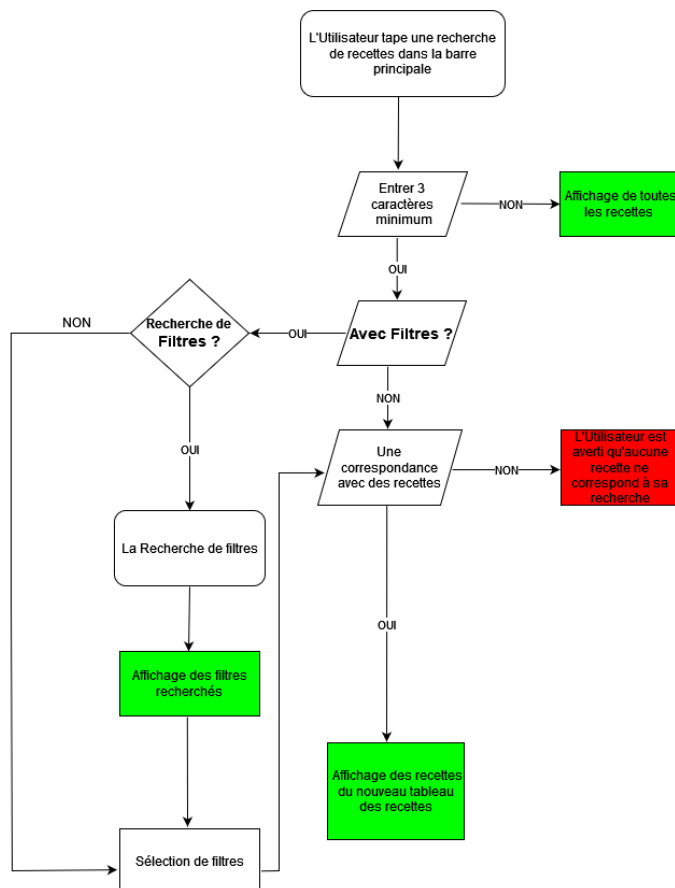 L'Utilisateur tape une recherche
de recettes dans la barre
principale
Entrer 3
caractères
minimum
NON
Affichage de toutes
les recettes
OUI
NON
Recherche de
Filtres ?
OUI
Avec Filtres ?
NON
OUI
Une
correspondance
avec des recettes
NON
L'Utilisateur est
averti qu'aucune
recette ne
correspond à sa
recherche
La Recherche de filtres
OUI
Affichage des filtres
recherchés
Affichage des recettes
du nouveau tableau
des recettes
Sélection de filtres